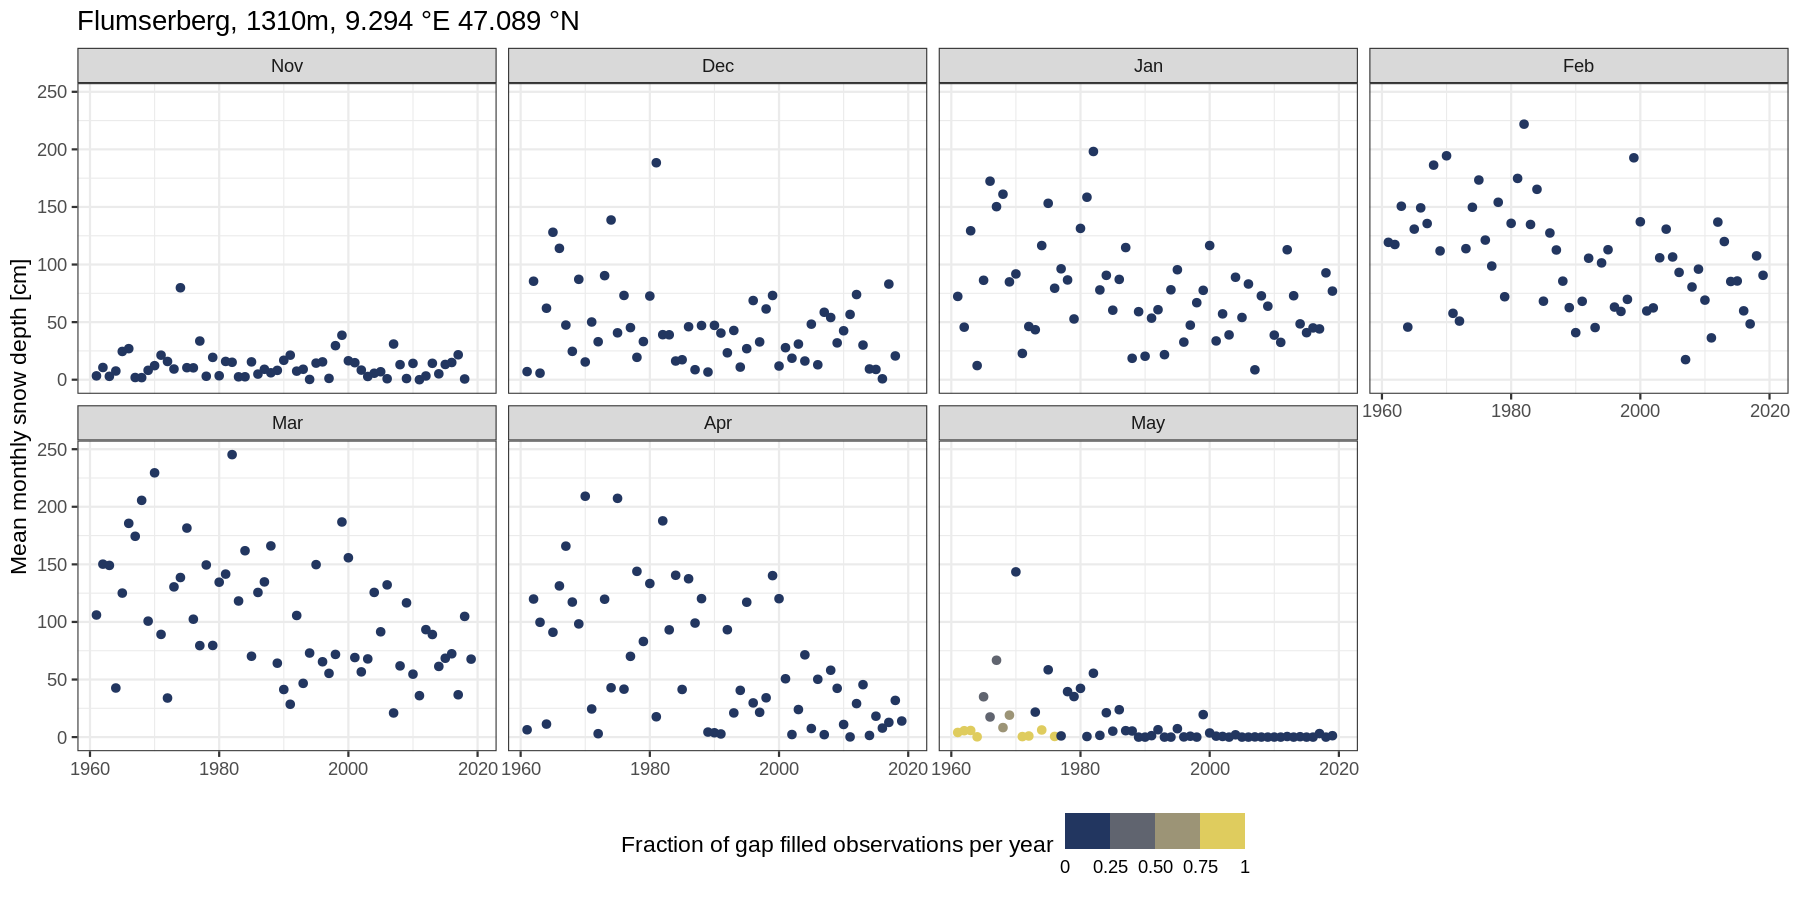 Flumserberg, 1310m, 9.294 °E 47.089 °N
Nov
Dec
Jan
Feb
250
200
150
100
50
0
1960 1980 2000 2020
Mar
Apr
May
250
200
150
100
50
0
1960 1980 2000 2020
1960 1980 2000 2020
1960 1980 2000 2020
Mean monthly snow depth [cm]
Fraction of gap filled observations per year
0 0.25 0.50 0.75 1